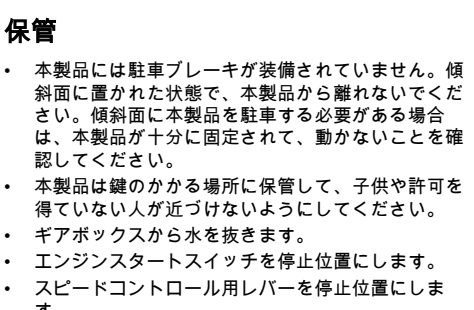 保管
• 本製品には駐車ブレーキが装備されていません。傾
斜面に置かれた状態で、本製品から離れないでくだ
さい。傾斜面に本製品を駐車する必要がある場合
は、本製品が十分に固定されて、動かないことを確
認してください。
• 本製品は鍵のかかる場所に保管して、子供や許可を
得ていない人が近づけないようにしてください。
• ギアボックスから水を抜きます。
• エンジンスタートスイッチを停止位置にします。
• スピードコントロール用レバーを停止位置にしま
す。